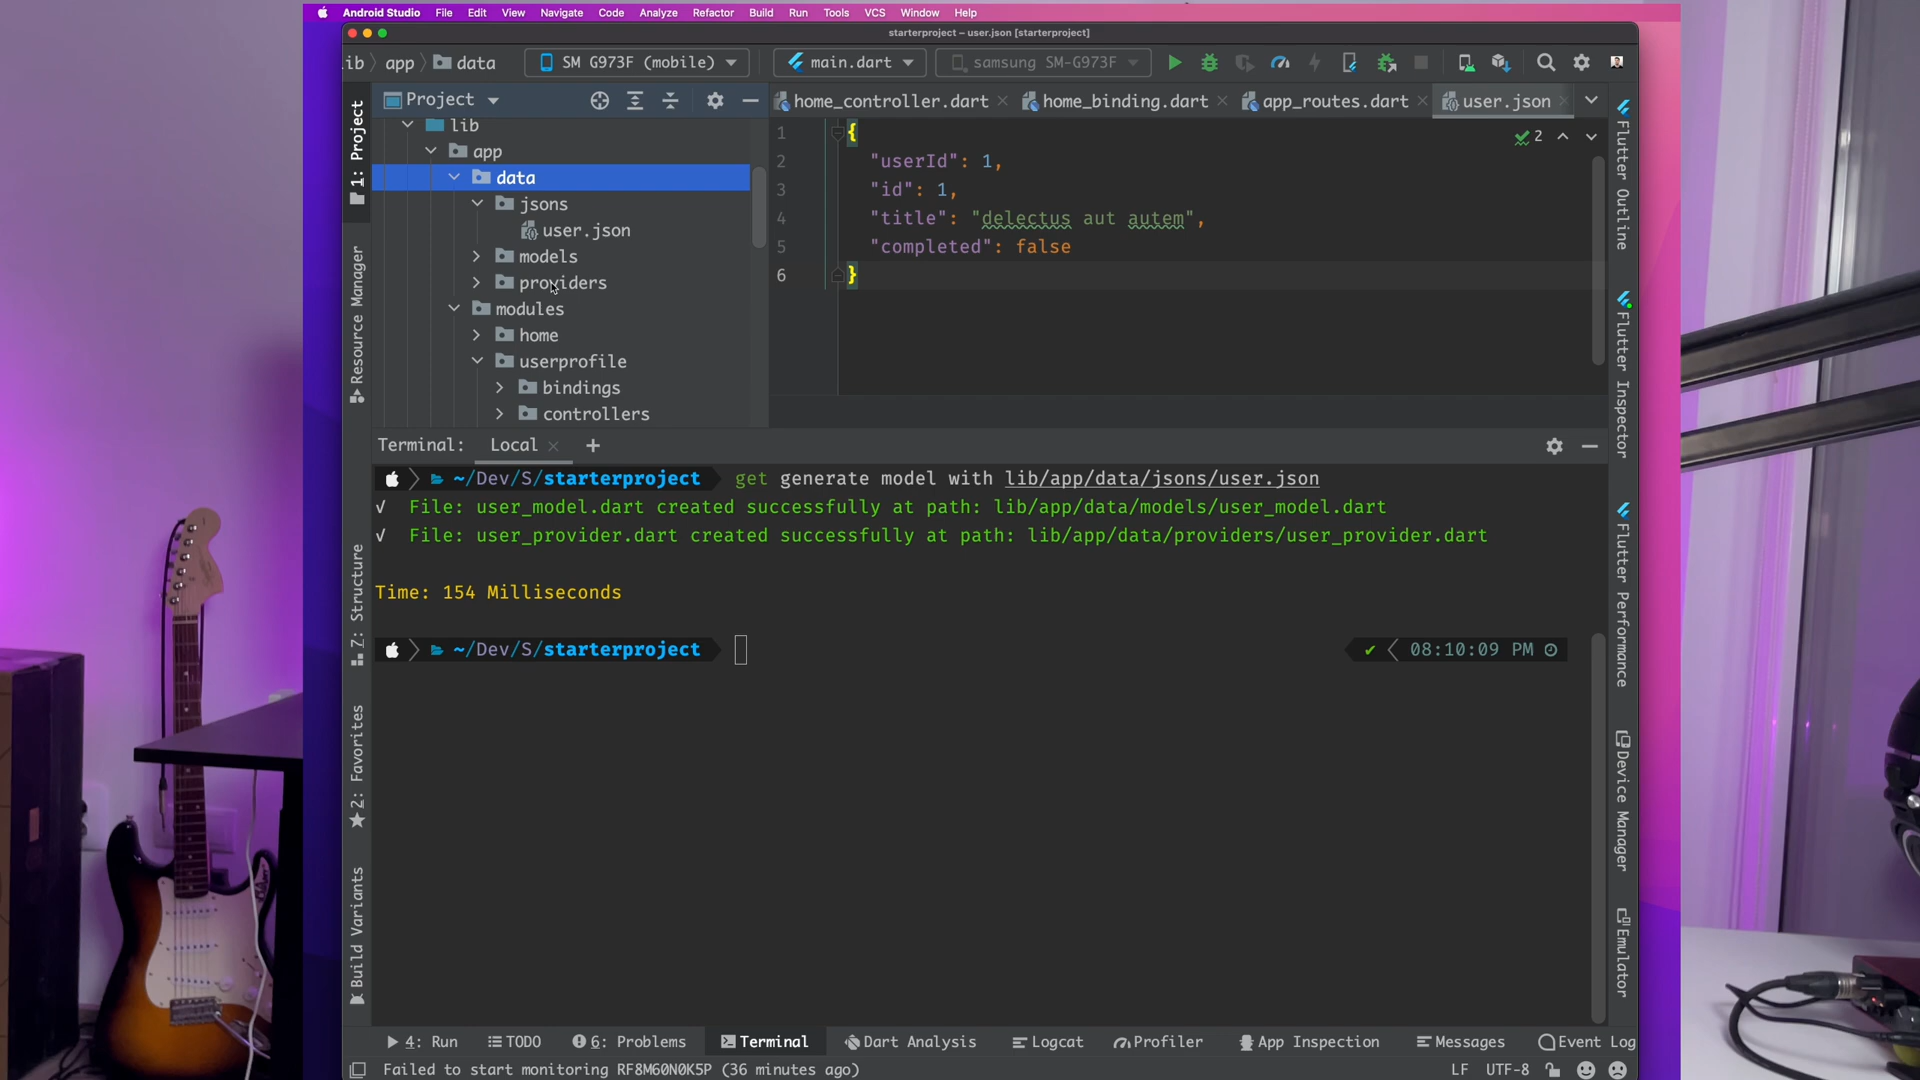 Android Studio File Edit View Navigate Code Analyze Refactor Build Run Tools VCS Window Help
starterproject – user.json [starterproject]
ib app data SM G973F (mobile) main.dart samsung SM-G973F
Project
home_controller.dart home_binding.dart app_routes.dart user.json
lib
app
data
jsons
user.json
models
providers
modules
home
userprofile
bindings
controllers
1 {
2 "userId": 1,
3 "id": 1,
4 "title": "delectus aut autem",
5 "completed": false
6 }
2
1: Project
Resource Manager
Z: Structure
2: Favorites
Build Variants
Flutter Outline
Flutter Inspector
Flutter Performance
Device Manager
Emulator
Terminal: Local +
~/Dev/S/starterproject get generate model with lib/app/data/jsons/user.json
√ File: user_model.dart created successfully at path: lib/app/data/models/user_model.dart
√ File: user_provider.dart created successfully at path: lib/app/data/providers/user_provider.dart
Time: 154 Milliseconds
~/Dev/S/starterproject
08:10:09 PM
4: Run TODO 6: Problems Terminal Dart Analysis Logcat Profiler App Inspection Messages Event Log
Failed to start monitoring RF8M60N0K5P (36 minutes ago)
LF UTF-8